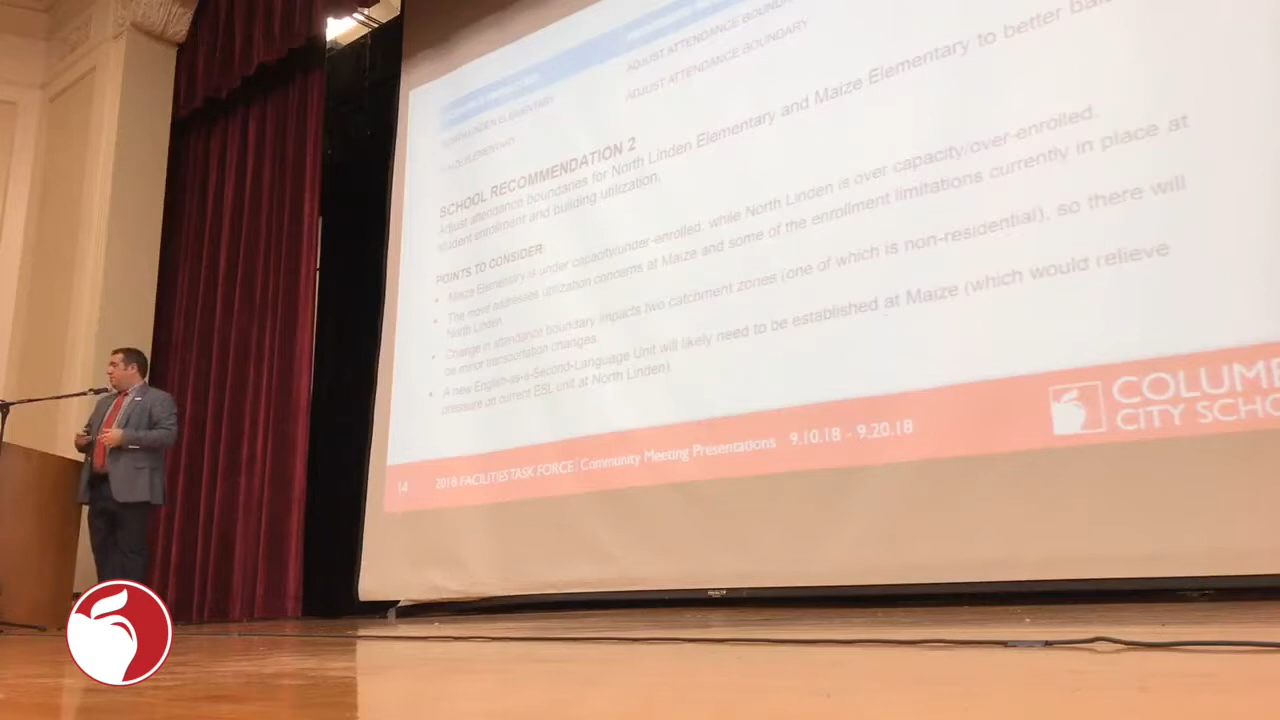 ADJUST ATTENDANCE
NORTH LINDEN ELEMENTARY ADJUST ATTENDANCE BOUNDARY
ELEMENTARY
SCHOOL RECOMMENDATION 2
Adjust attendance boundaries for North Linden Elementary and Maize Elementary to better
student enrollment and building utilization.
POINTS TO CONSIDER
• Maize Elementary is under capacity/under-enrolled; while North Linden is over capacity/over-enrolled.
• The move addresses utilization concerns at Maize and some of the enrollment limitations currently in place at
North Linden.
• Change in attendance boundary impacts two catchment zones (one of which is non-residential), so there will
be minor transportation changes.
• A new English-as-a-Second-Language Unit will likely need to be established at Maize (which would relieve
pressure on current ESL unit at North Linden).
14 2018 FACILITIES TASK FORCE | Community Meeting Presentations 9.10.18 - 9.20.18
COLUMB
CITY SCHO